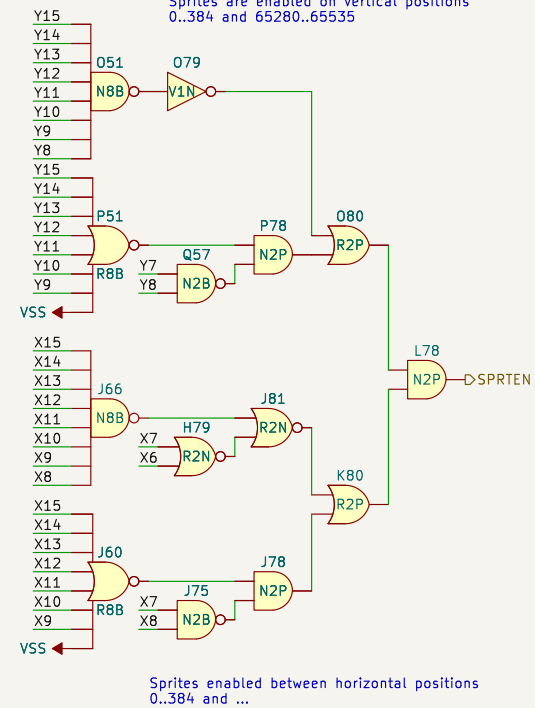 Sprites are enabled on vertical positions
0..384 and 65280..65535
Y15
Y14
Y13
Y12
Y11
Y10
Y9
Y8
O51
N8B
O79
V1N
Y15
Y14
Y13
Y12
Y11
Y10
Y9
VSS
P51
R8B
Y7
Y8
Q57
N2B
P78
N2P
O80
R2P
X15
X14
X13
X12
X11
X10
X9
X8
J66
N8B
X7
X6
H79
R2N
J81
R2N
K80
R2P
L78
N2P
SPRTEN
X15
X14
X13
X12
X11
X10
X9
VSS
J60
R8B
X7
X8
J75
N2B
J78
N2P
Sprites enabled between horizontal positions
0..384 and ...